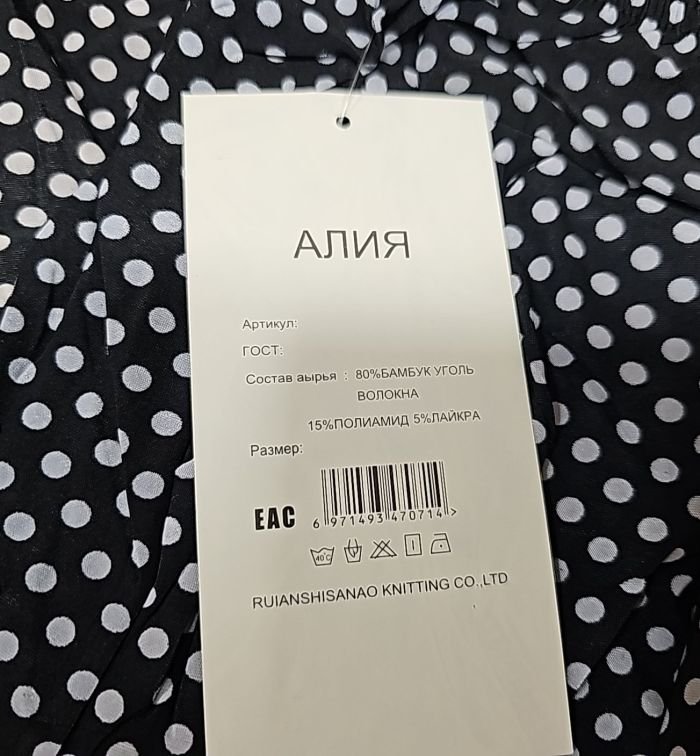 АЛИЯ
Артикул:
ГОСТ:
Состав аырья : 80%БАМБУК УГОЛЬ
ВОЛОКНА
15%ПОЛИАМИД 5%ЛАЙКРА
Размер:
EAC 6 971493 470714 >
40°C
RUIANSHISANAO KNITTING CO.,LTD